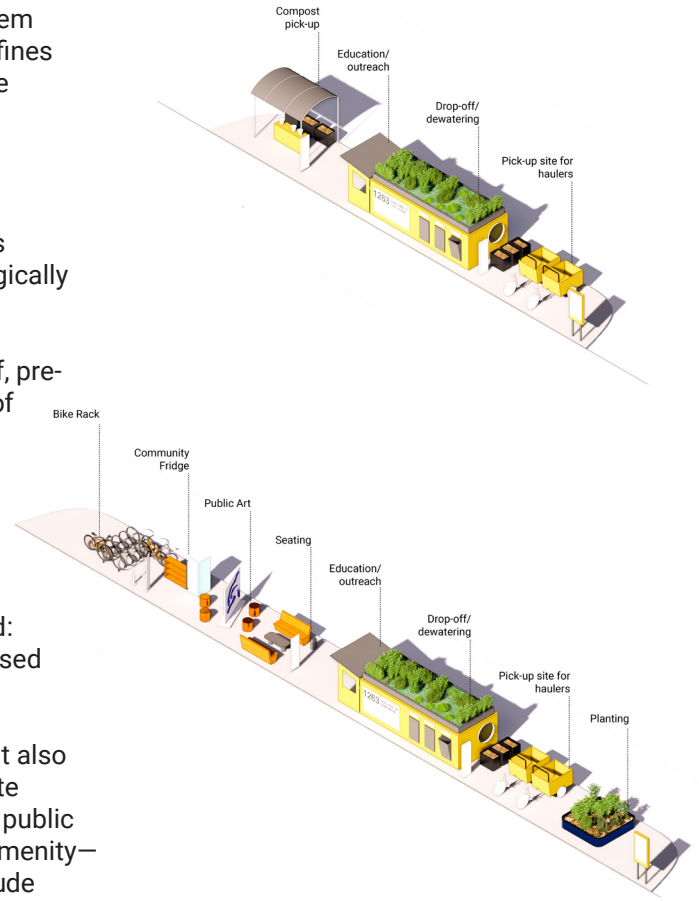 em
fines
e
s
gically
f, pre-
of
d:
sed
t also
te
public
menity—
ude
Compost
pick-up
Education/
outreach
Drop-off/
dewatering
Pick-up site for
haulers
1263
Bike Rack
Community
Fridge
Public Art
Seating
Education/
outreach
Drop-off/
dewatering
Pick-up site for
haulers
Planting
1263